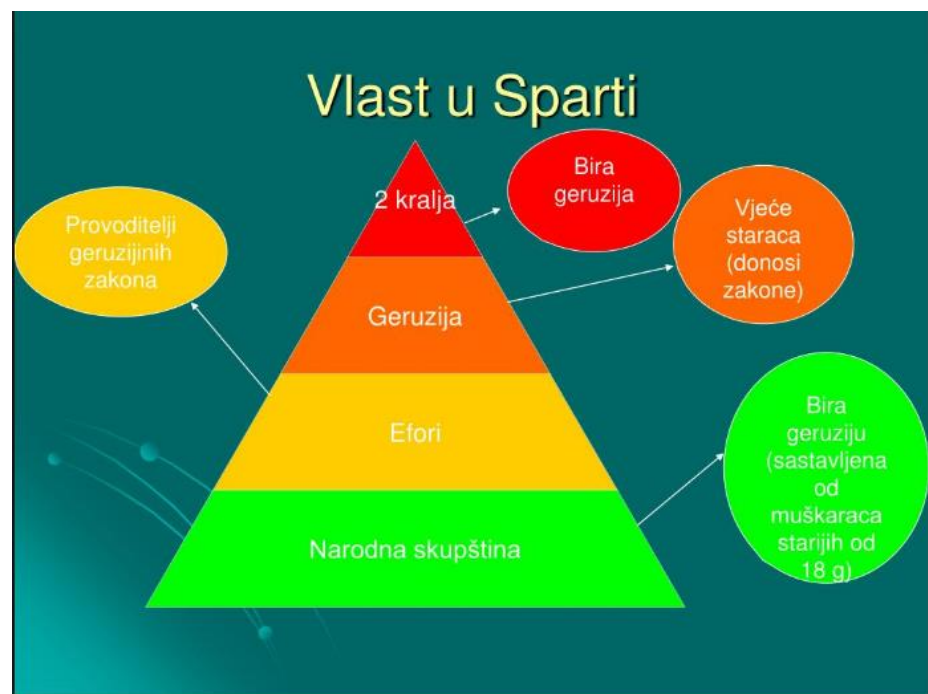 Vlast u Sparti
2 kralja
Bira
geruzija
Vjeće
staraca
(donosi
zakone)
Provoditelji
geruzijinih
zakona
Geruzija
Efori
Bira
geruziju
(sastavljena
od
muškaraca
starijih od
18 g)
Narodna skupština